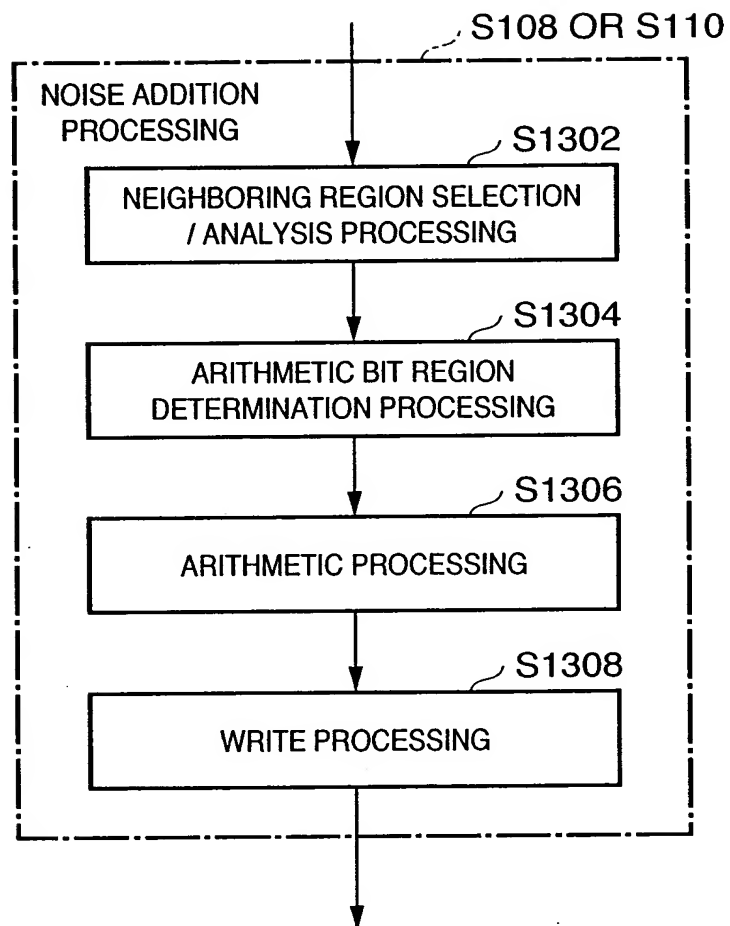 S108 OR S110
NOISE ADDITION
PROCESSING
S1302
NEIGHBORING REGION SELECTION
/ ANALYSIS PROCESSING
S1304
ARITHMETIC BIT REGION
DETERMINATION PROCESSING
S1306
ARITHMETIC PROCESSING
S1308
WRITE PROCESSING